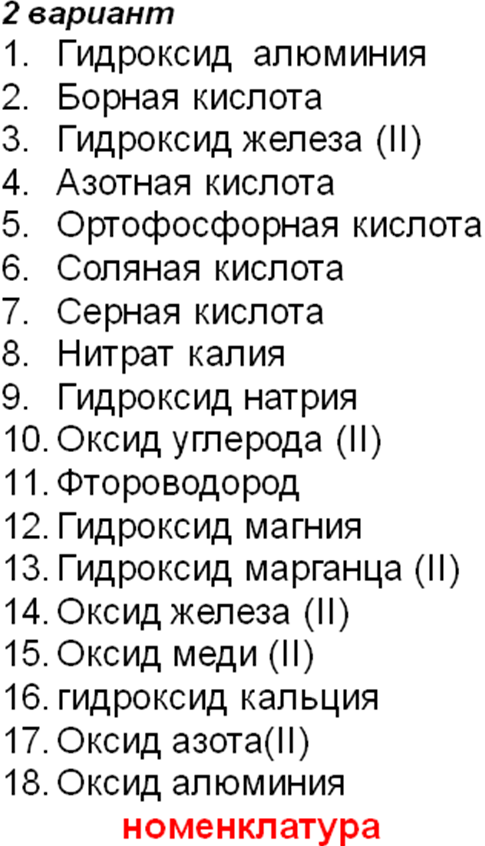 2 вариант
1. Гидроксид алюминия
2. Борная кислота
3. Гидроксид железа (II)
4. Азотная кислота
5. Ортофосфорная кислота
6. Соляная кислота
7. Серная кислота
8. Нитрат калия
9. Гидроксид натрия
10. Оксид углерода (II)
11. Фтороводород
12. Гидроксид магния
13. Гидроксид марганца (II)
14. Оксид железа (II)
15. Оксид меди (II)
16. гидроксид кальция
17. Оксид азота(II)
18. Оксид алюминия
номенклатура